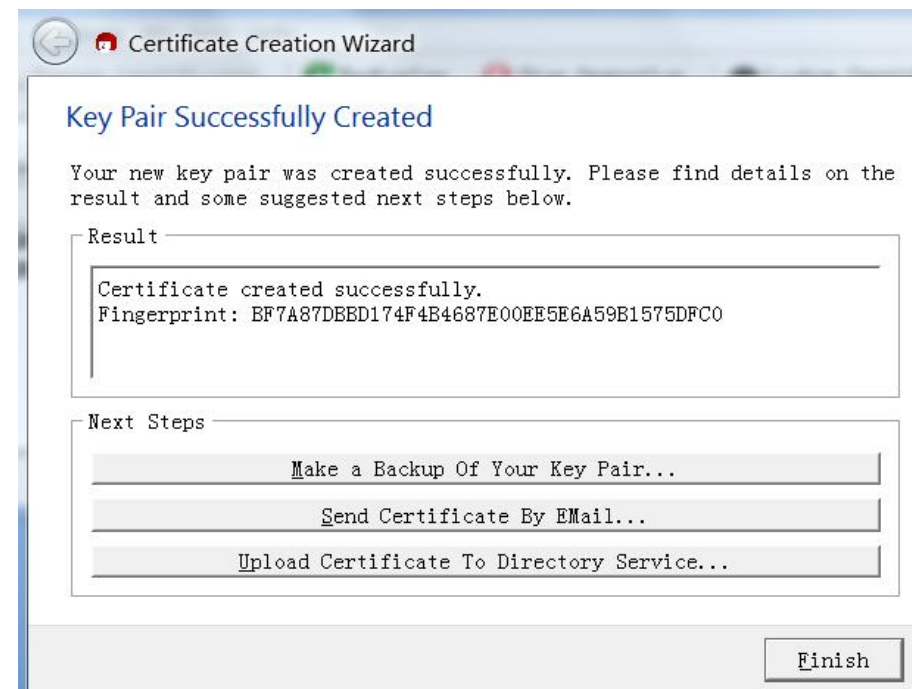 Certificate Creation Wizard
Key Pair Successfully Created
Your new key pair was created successfully. Please find details on the
result and some suggested next steps below.
Result
Certificate created successfully.
Fingerprint: BF7A87DBBD174F4B4687E00EE5E6A59B1575DFC0
Next Steps
Make a Backup Of Your Key Pair...
Send Certificate By EMail...
Upload Certificate To Directory Service...
Finish